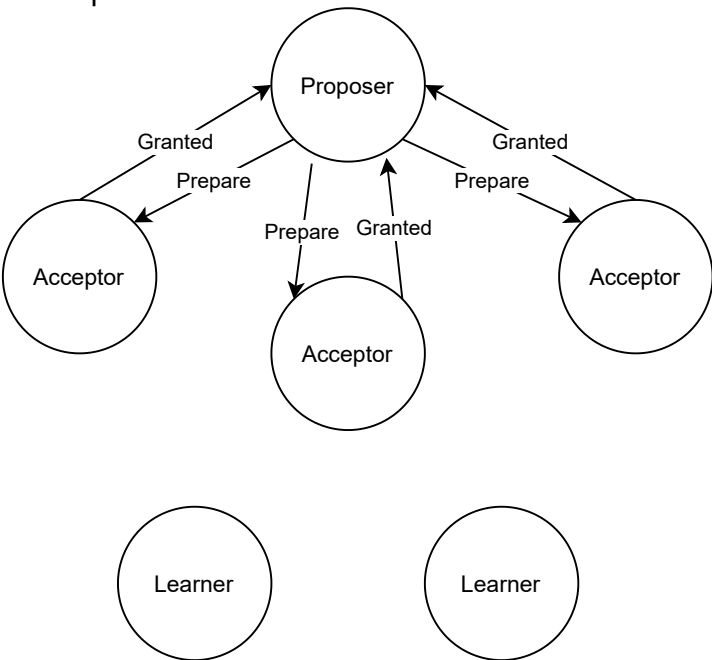 Proposer
Granted
Granted
Prepare
Prepare
Prepare
Granted
Acceptor
Acceptor
Acceptor
Learner
Learner